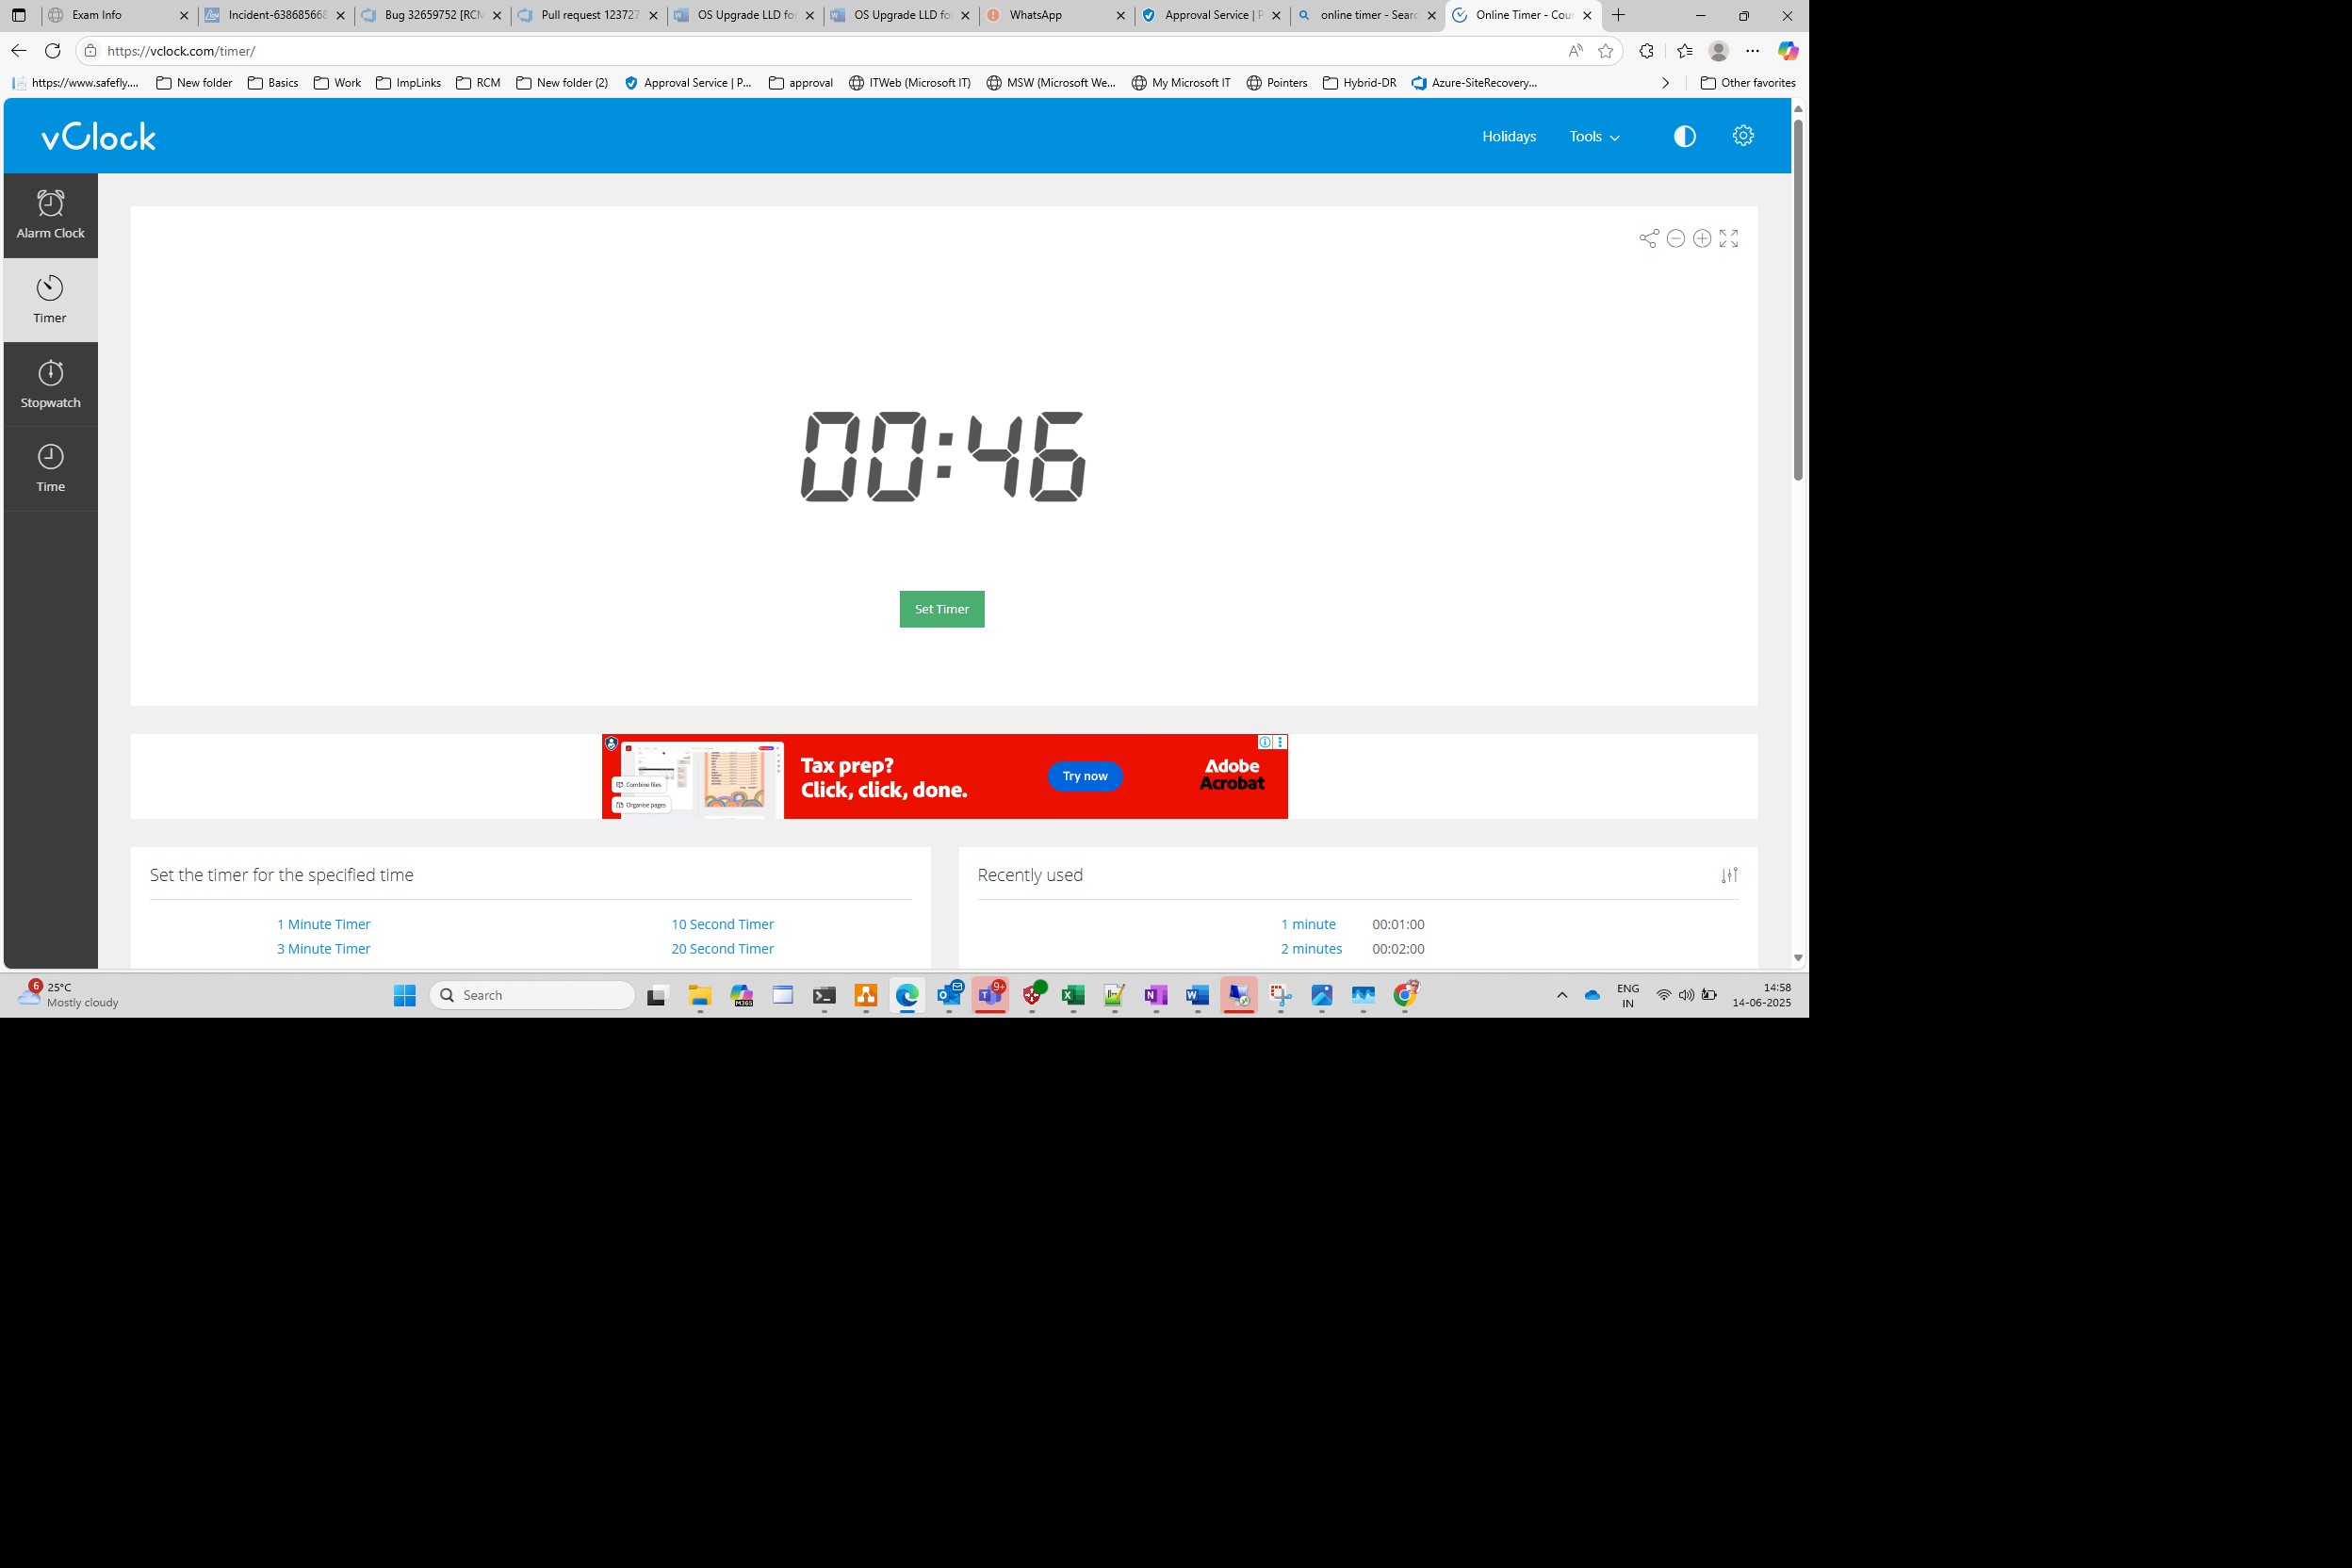 Exam Info
Incident-638685668
Bug 32659752 [RCM
Pull request 123727
OS Upgrade LLD fo
OS Upgrade LLD fo
WhatsApp
Approval Service | P
online timer - Searc
Online Timer - Cour
https://vclock.com/timer/
https://www.safefly....
New folder
Basics
Work
ImpLinks
RCM
New folder (2)
Approval Service | P...
approval
ITWeb (Microsoft IT)
MSW (Microsoft We...
My Microsoft IT
Pointers
Hybrid-DR
Azure-SiteRecovery...
Other favorites
vClock
Holidays
Tools
Alarm Clock
Timer
Stopwatch
Time
00:46
Set Timer
Combine files
Organise pages
Tax prep?
Click, click, done.
Try now
Adobe
Acrobat
Set the timer for the specified time
1 Minute Timer
10 Second Timer
3 Minute Timer
20 Second Timer
Recently used
1 minute 00:01:00
2 minutes 00:02:00
6
25°C
Mostly cloudy
Search
M365
9+
ENG
IN
14:58
14-06-2025